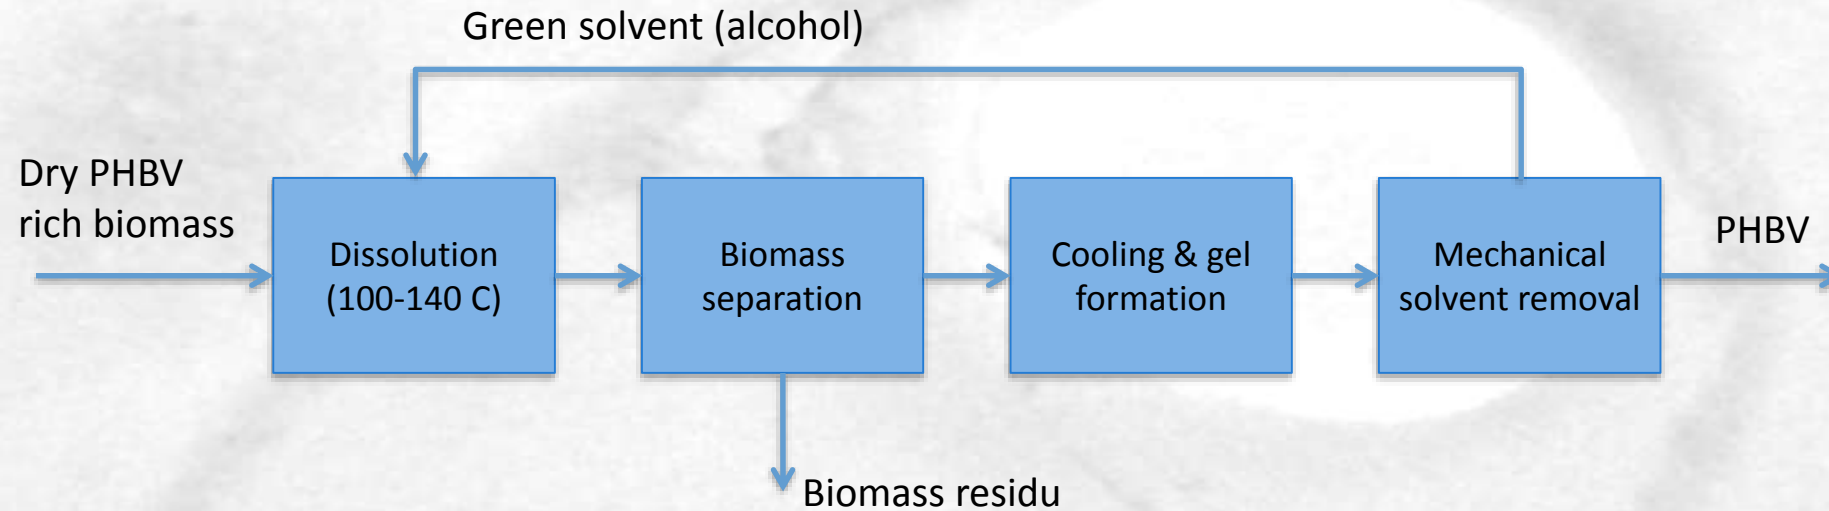 Green solvent (alcohol)
Dry PHBV
rich biomass
Dissolution
(100-140 C)
Biomass
separation
Cooling & gel
formation
Mechanical
solvent removal
PHBV
Biomass residu